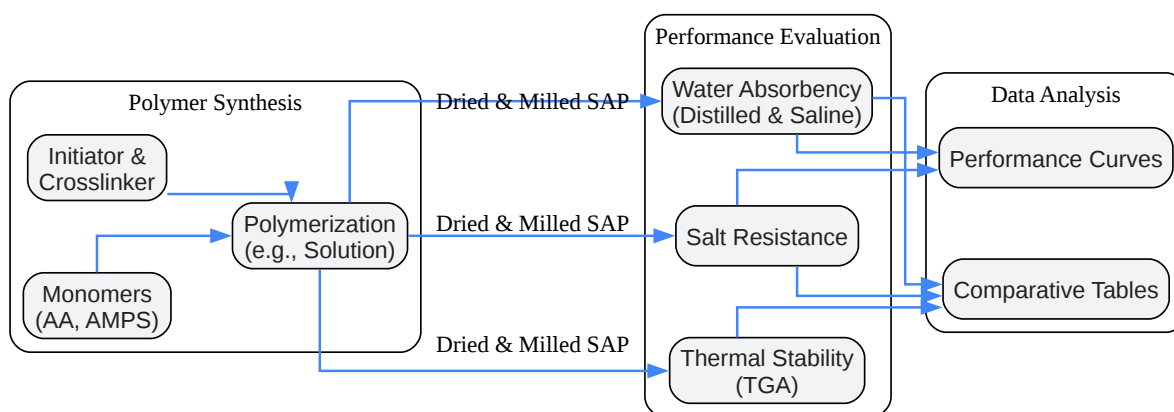 Polymer Synthesis
Initiator &
Crosslinker
Monomers
(AA, AMPS)
Polymerization
(e.g., Solution)
Dried & Milled SAP
Dried & Milled SAP
Dried & Milled SAP
Performance Evaluation
Water Absorbency
(Distilled & Saline)
Salt Resistance
Thermal Stability
(TGA)
Data Analysis
Performance Curves
Comparative Tables